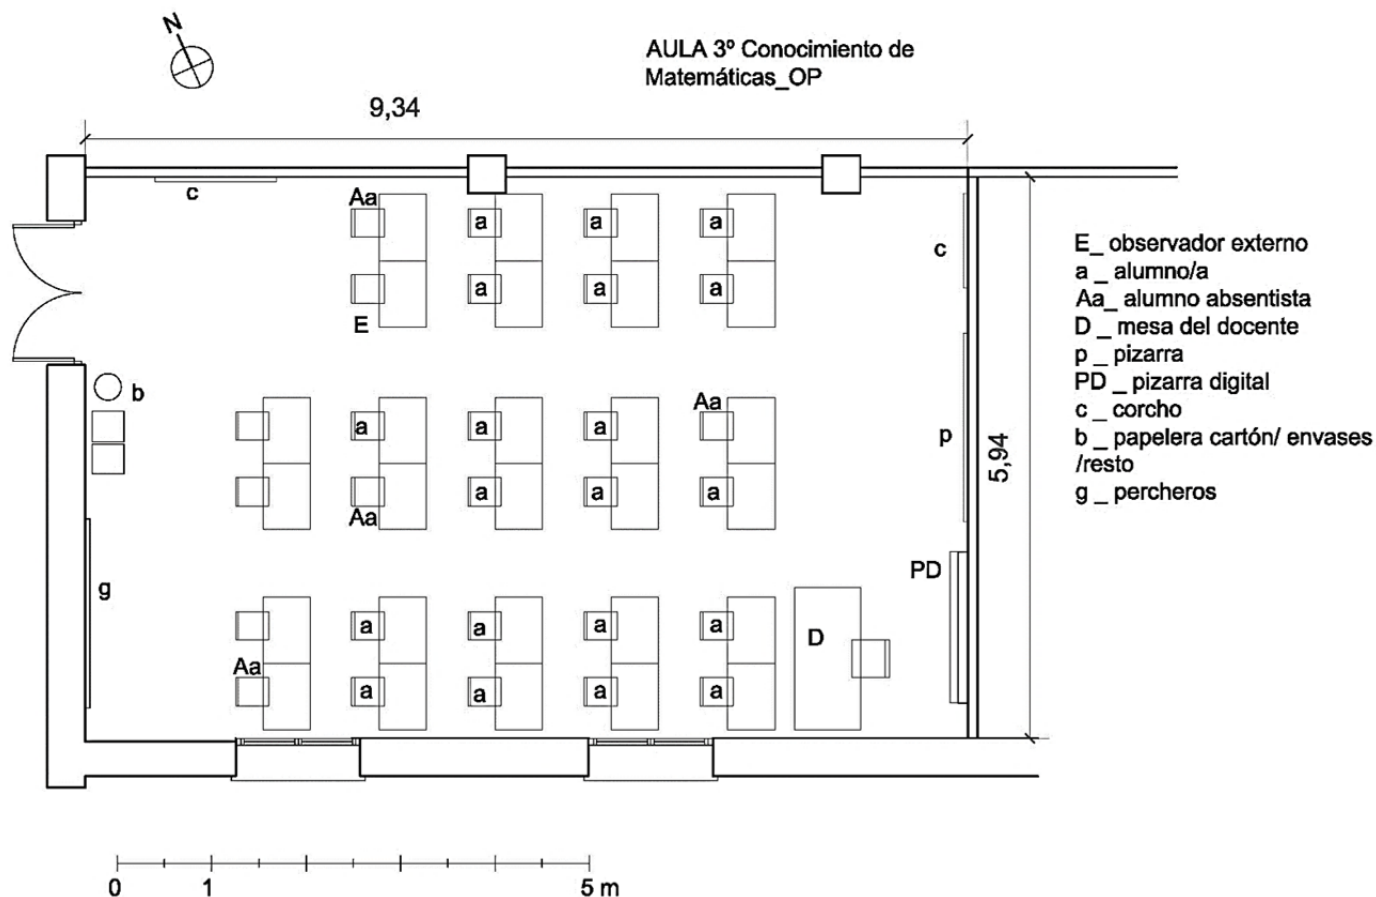 N
AULA 3º Conocimiento de
Matemáticas_OP
9,34
c
Aa
a a a
c
a a a
E
E_ observador externo
a _ alumno/a
Aa_ alumno absentista
D _ mesa del docente
p _ pizarra
PD _ pizarra digital
c _ corcho
b _ papelera cartón/ envases
/resto
g _ percheros
b
Aa
a a a
p
5,94
a a a
Aa
g
PD
a a a a
D
Aa
a a a a
0 1 5 m